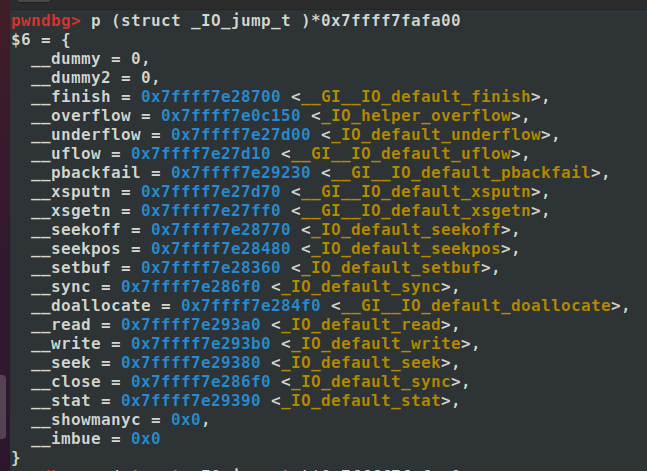 pwndbg> p (struct _IO_jump_t )*0x7ffff7fafa00
$6 = {
  __dummy = 0,
  __dummy2 = 0,
  __finish = 0x7ffff7e28700 <__GI__IO_default_finish>,
  __overflow = 0x7ffff7e0c150 <_IO_helper_overflow>,
  __underflow = 0x7ffff7e27d00 <_IO_default_underflow>,
  __uflow = 0x7ffff7e27d10 <__GI__IO_default_uflow>,
  __pbackfail = 0x7ffff7e29230 <__GI__IO_default_pbackfail>,
  __xsputn = 0x7ffff7e27d70 <__GI__IO_default_xsputn>,
  __xsgetn = 0x7ffff7e27ff0 <__GI__IO_default_xsgetn>,
  __seekoff = 0x7ffff7e28770 <_IO_default_seekoff>,
  __seekpos = 0x7ffff7e28480 <_IO_default_seekpos>,
  __setbuf = 0x7ffff7e28360 <_IO_default_setbuf>,
  __sync = 0x7ffff7e286f0 <_IO_default_sync>,
  __doallocate = 0x7ffff7e284f0 <__GI__IO_default_doallocate>,
  __read = 0x7ffff7e293a0 <_IO_default_read>,
  __write = 0x7ffff7e293b0 <_IO_default_write>,
  __seek = 0x7ffff7e29380 <_IO_default_seek>,
  __close = 0x7ffff7e286f0 <_IO_default_sync>,
  __stat = 0x7ffff7e29390 <_IO_default_stat>,
  __showmanyc = 0x0,
  __imbue = 0x0
}